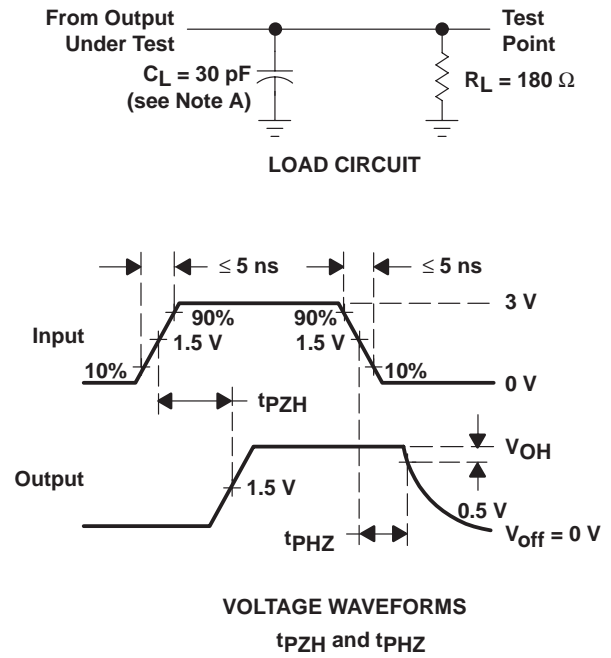 From Output
Under Test
Test
Point
CL = 30 pF
(see Note A)
RL = 180 Ω
LOAD CIRCUIT
≤ 5 ns
≤ 5 ns
3 V
90%
90%
Input
1.5 V
1.5 V
10%
10%
0 V
tPZH
VOH
Output
1.5 V
0.5 V
tPHZ
Voff = 0 V
VOLTAGE WAVEFORMS
tPZH and tPHZ